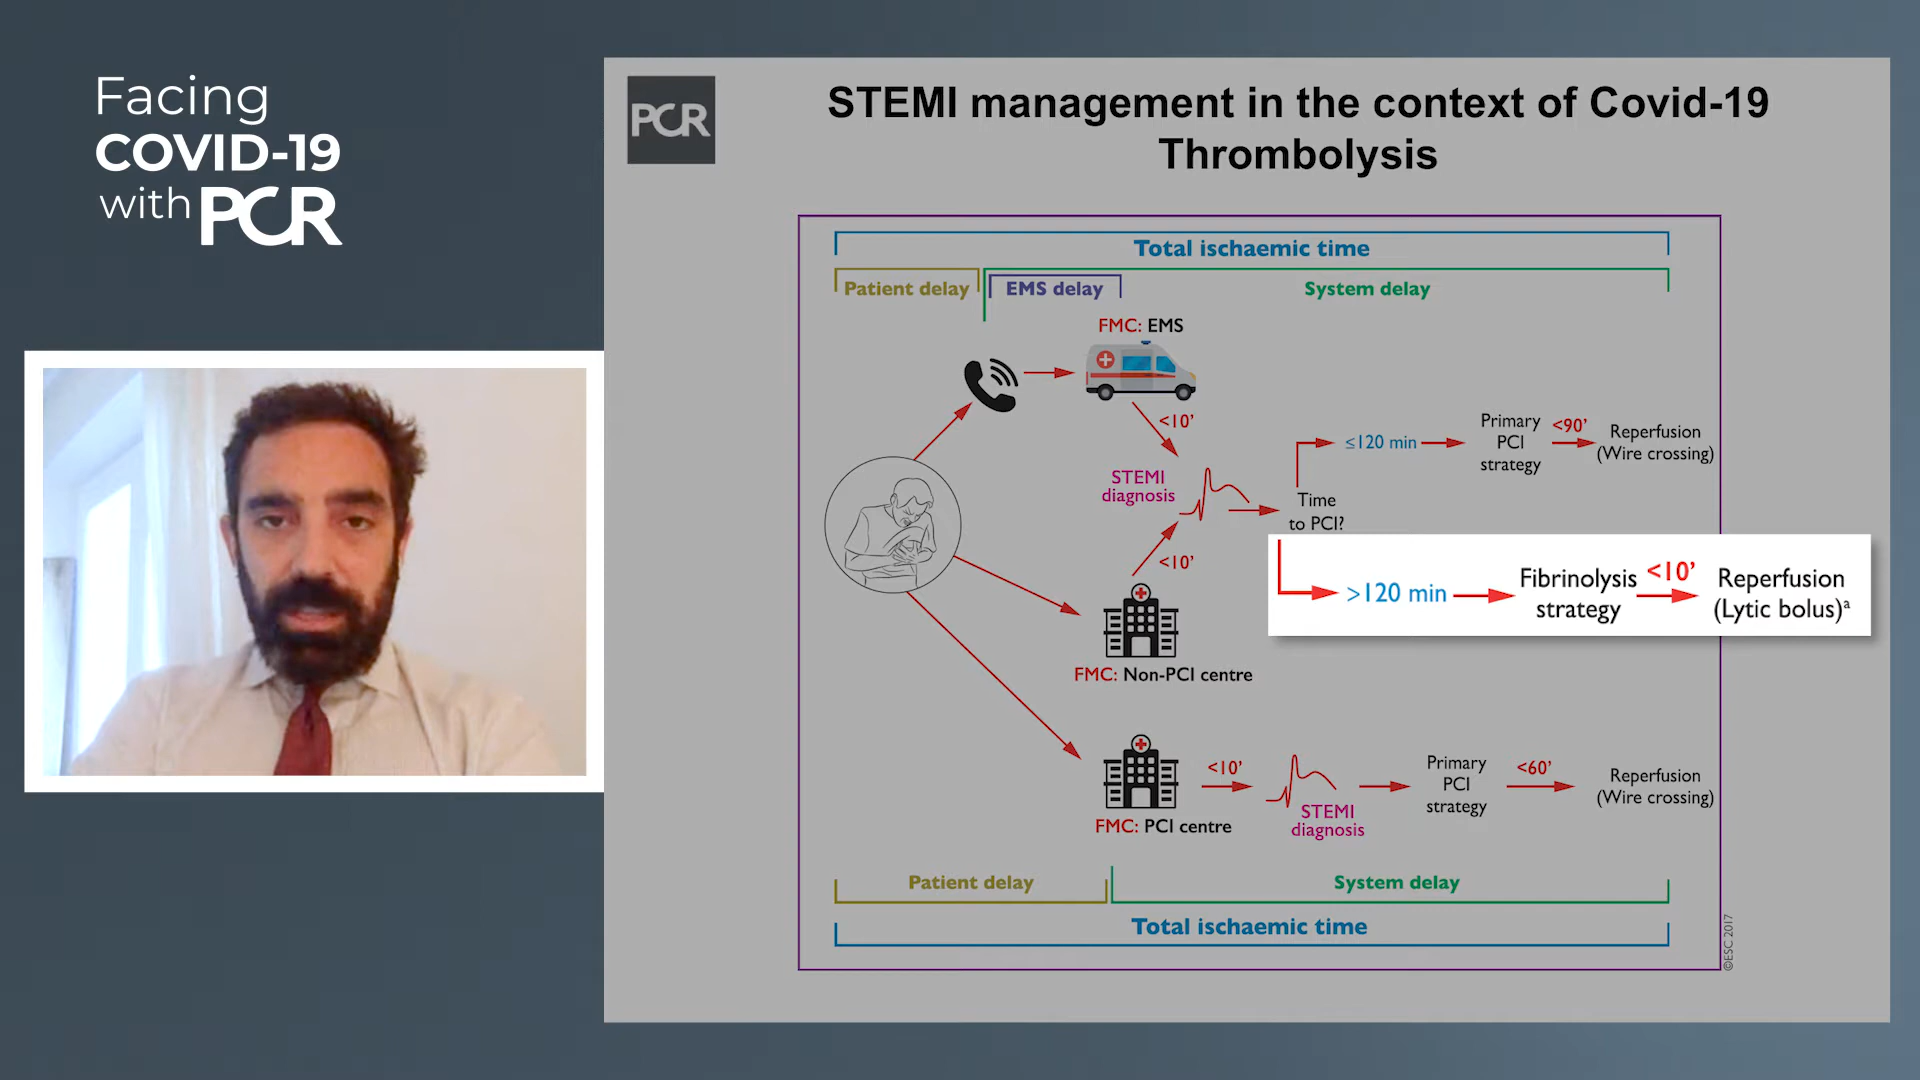 Facing
COVID-19
with PCR
PCR
STEMI management in the context of Covid-19
Thrombolysis
Total ischaemic time
Patient delay
EMS delay
System delay
FMC: EMS
<10'
STEMI
diagnosis
<10'
Time
to PCI?
≤120 min
Primary
PCI
strategy
<90'
Reperfusion
(Wire crossing)
>120 min
Fibrinolysis
strategy
<10'
Reperfusion
(Lytic bolus)a
FMC: Non-PCI centre
FMC: PCI centre
<10'
STEMI
diagnosis
Primary
PCI
strategy
<60'
Reperfusion
(Wire crossing)
Patient delay
System delay
Total ischaemic time
©ESC 2017